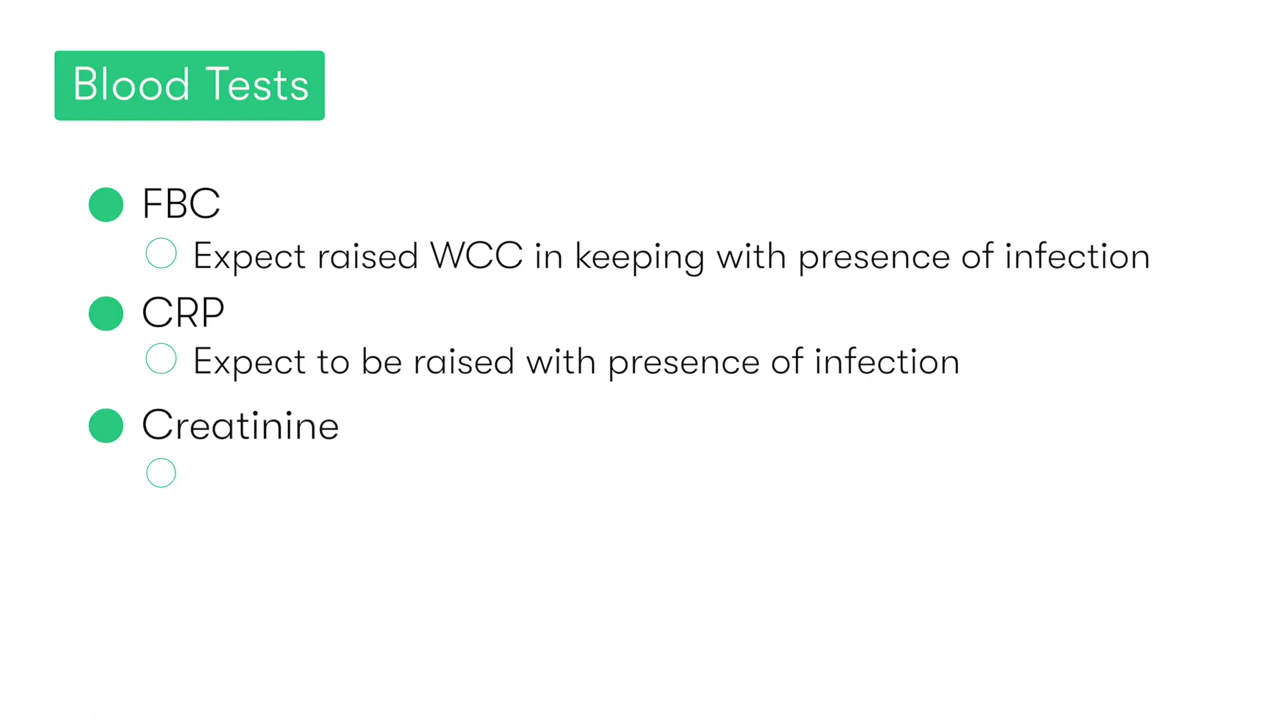 Blood Tests
FBC
Expect raised WCC in keeping with presence of infection
CRP
Expect to be raised with presence of infection
Creatinine